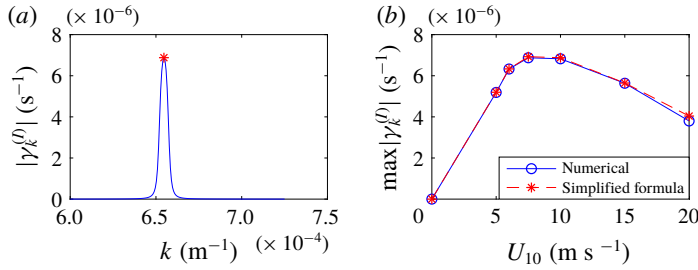 (a)
(× 10⁻⁶)
8
6
4
2
0
|γₖ⁽ᴵ⁾| (s⁻¹)
6.0
6.5
7.0
7.5
k (m⁻¹)
(× 10⁻⁴)
(b)
(× 10⁻⁶)
8
6
4
2
0
max|γₖ⁽ᴵ⁾| (s⁻¹)
Numerical
Simplified formula
0
5
10
15
20
U₁₀ (m s ⁻¹)